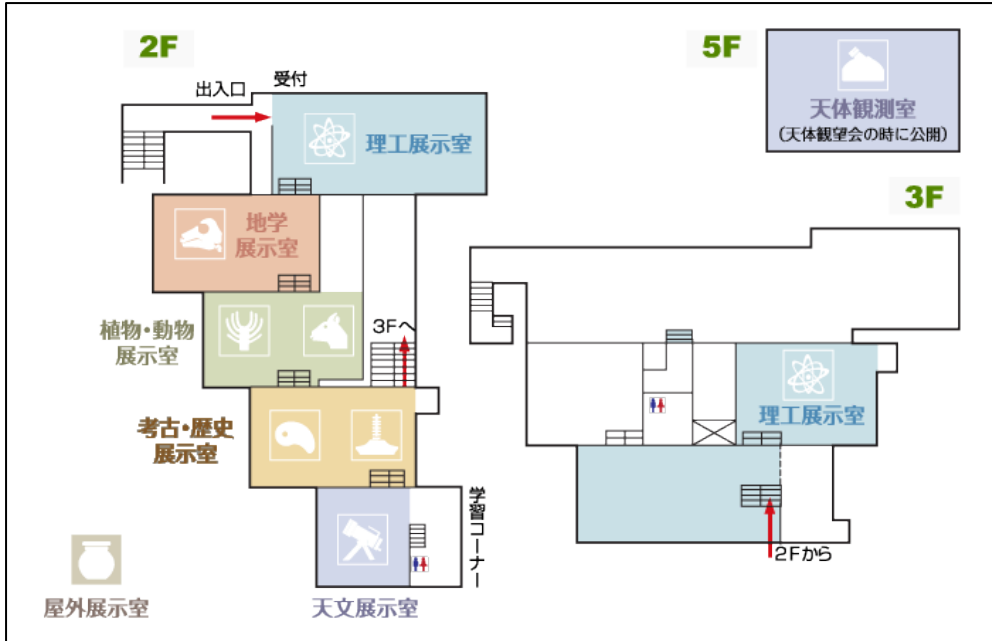 2F
受付
出入口
理工展示室
地学
展示室
植物・動物
展示室
3Fへ
考古・歴史
展示室
学習コーナー
天文展示室
屋外展示室
5F
天体観測室
(天体観望会の時に公開)
3F
理工展示室
2Fから